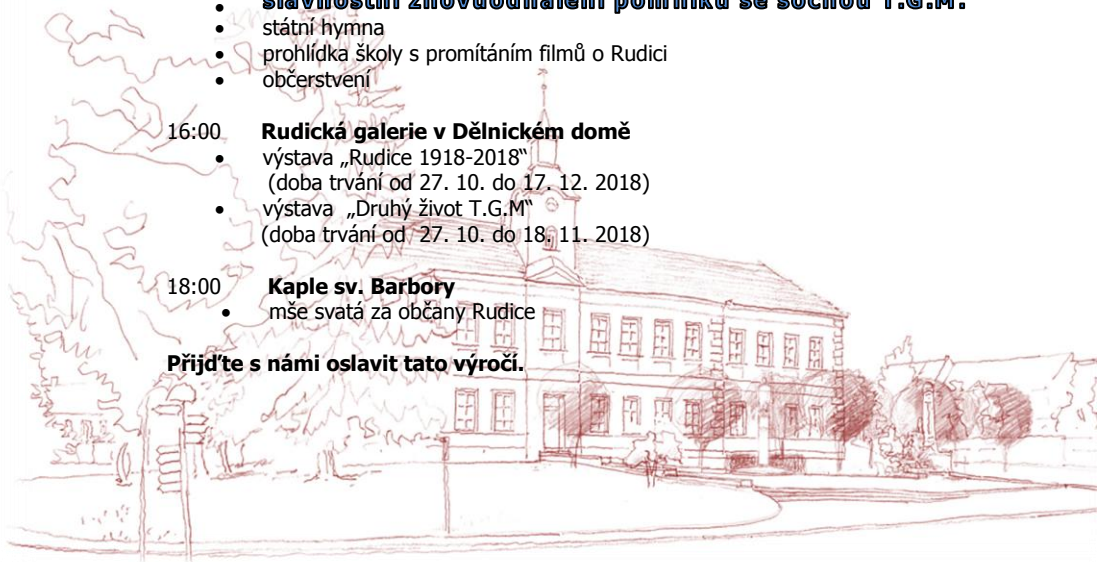 slavnostní znovuodhalení pomníku se sochou T.G.M.
• státní hymna
• prohlídka školy s promítáním filmů o Rudici
• občerstvení
16:00 Rudická galerie v Dělnickém domě
• výstava „Rudice 1918-2018“
(doba trvání od 27. 10. do 17. 12. 2018)
• výstava „Druhý život T.G.M“
(doba trvání od 27. 10. do 18. 11. 2018)
18:00 Kaple sv. Barbory
• mše svatá za občany Rudice
Přijďte s námi oslavit tato výročí.